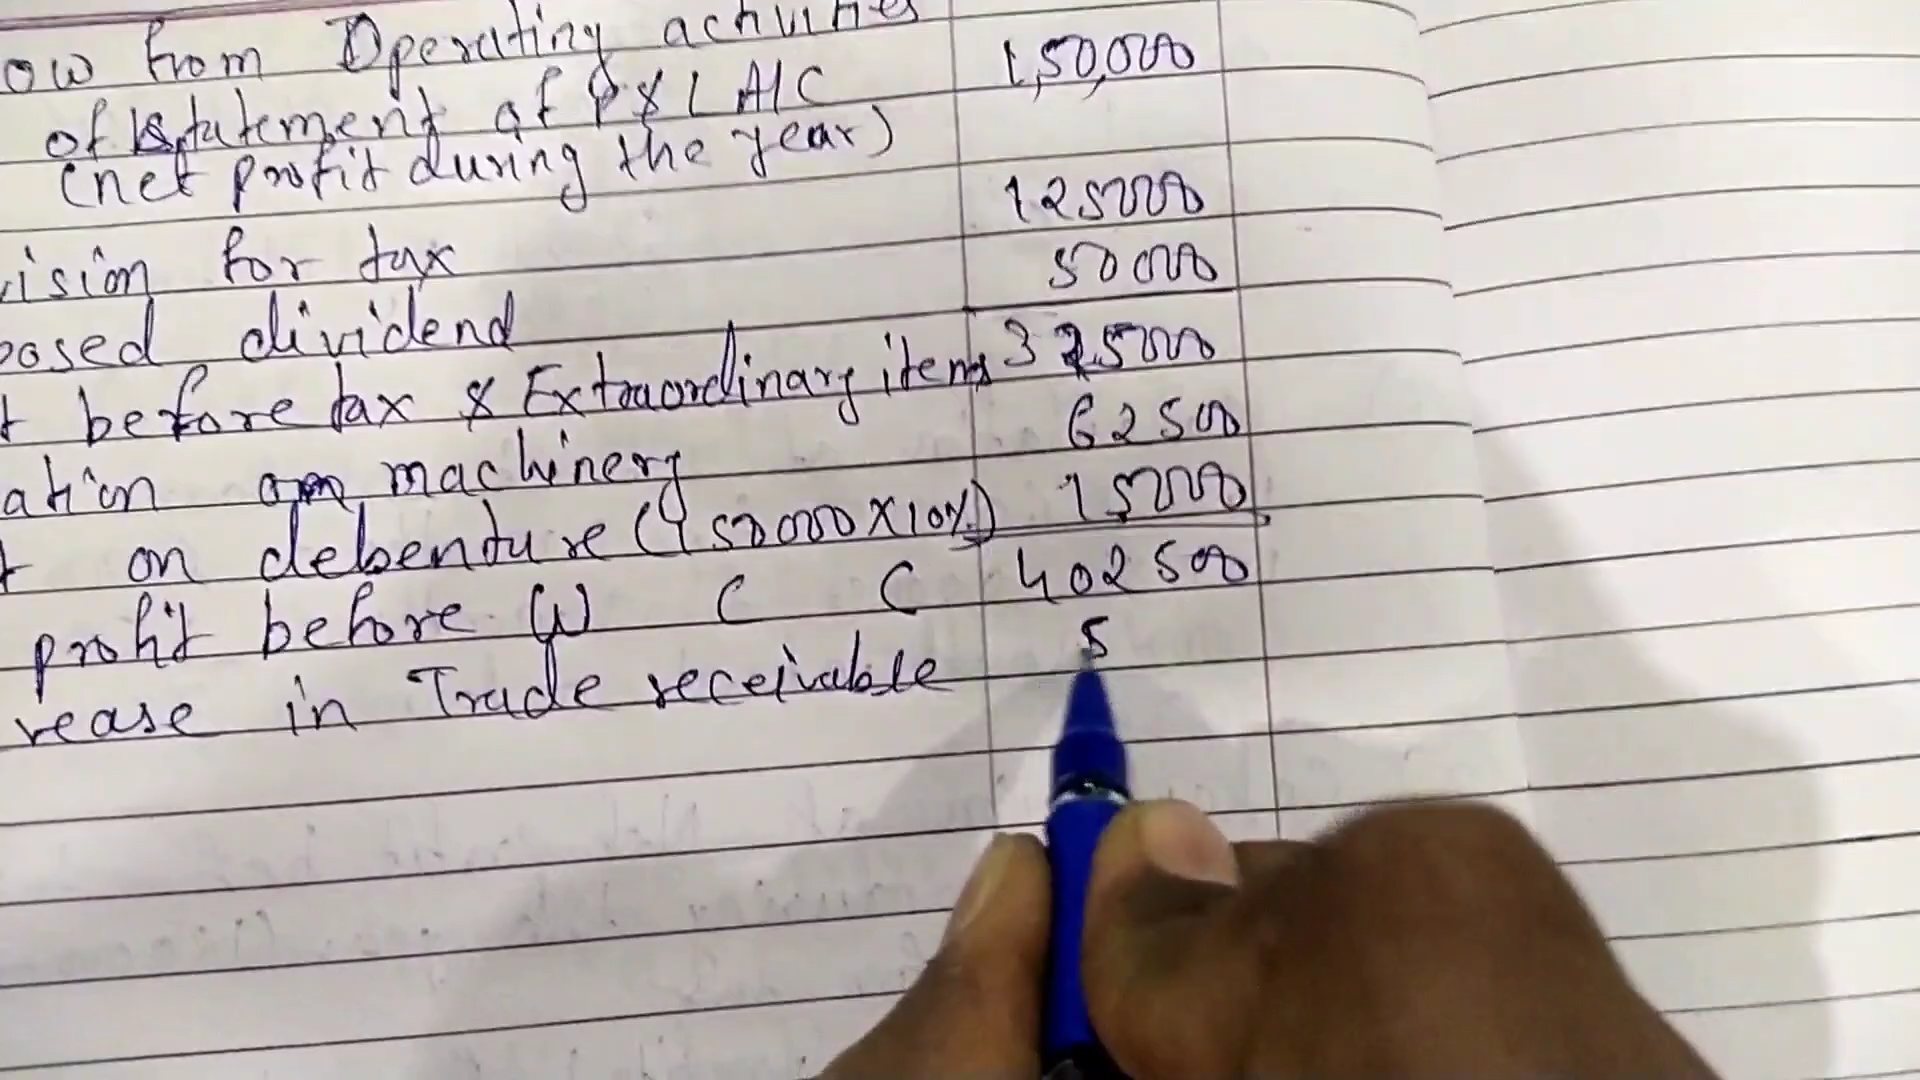 ow from Operating activities
of statement of P & L A/C 1,50,000
(net profit during the year)
vision for tax 125000
posed dividend 50000
t before tax & Extraordinary items 325000
ation on machinery 62500
t on debenture (150000 X 10%) 15000
profit before W C C 402500
rease in Trade receivable 5